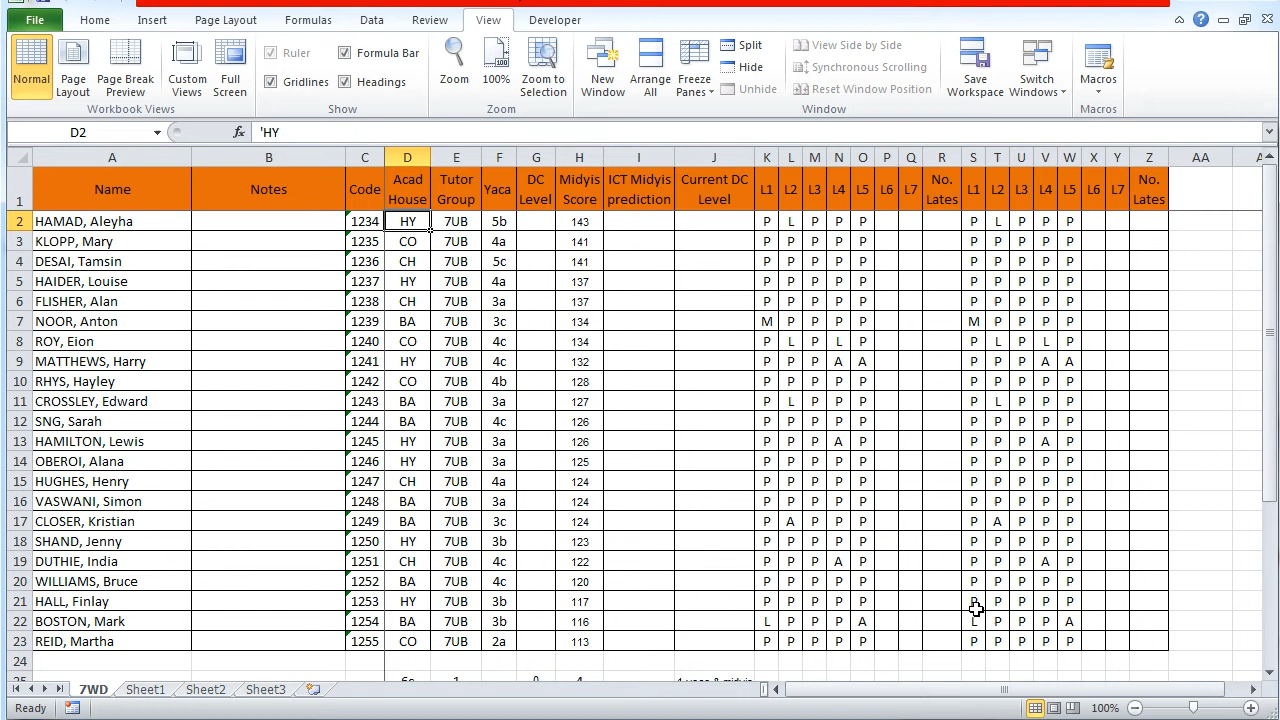 File Home Insert Page Layout Formulas Data Review View Developer
Normal Page Layout Page Break Preview Custom Views Full Screen
Workbook Views
Ruler Formula Bar
Gridlines Headings
Show
Zoom 100% Zoom to Selection
Zoom
New Window Arrange All Freeze Panes
Split
Hide
Unhide
View Side by Side
Synchronous Scrolling
Reset Window Position
Window
Save Workspace Switch Windows
Macros
Macros
D2 fx 'HY
A B C D E F G H I J K L M N O P Q R S T U V W X Y Z AA
1 Name Notes Code Acad House Tutor Group Yaca DC Level Midyis Score ICT Midyis prediction Current DC Level L1 L2 L3 L4 L5 L6 L7 No. Lates L1 L2 L3 L4 L5 L6 L7 No. Lates
2 HAMAD, Aleyha 1234 HY 7UB 5b 143 P L P P P P L P P P
3 KLOPP, Mary 1235 CO 7UB 4a 141 P P P P P P P P P P
4 DESAI, Tamsin 1236 CH 7UB 5c 141 P P P P P P P P P P
5 HAIDER, Louise 1237 HY 7UB 4a 137 P P P P P P P P P P
6 FLISHER, Alan 1238 CH 7UB 3a 137 P P P P P P P P P P
7 NOOR, Anton 1239 BA 7UB 3c 134 M P P P P M P P P P
8 ROY, Eion 1240 CO 7UB 4c 134 P L P L P P L P L P
9 MATTHEWS, Harry 1241 HY 7UB 4c 132 P P P A A P P P A A
10 RHYS, Hayley 1242 CO 7UB 4b 128 P P P P P P P P P P
11 CROSSLEY, Edward 1243 BA 7UB 3a 127 P L P P P P L P P P
12 SNG, Sarah 1244 BA 7UB 4c 126 P P P P P P P P P P
13 HAMILTON, Lewis 1245 HY 7UB 3a 126 P P P A P P P P A P
14 OBEROI, Alana 1246 HY 7UB 3a 125 P P P P P P P P P P
15 HUGHES, Henry 1247 CH 7UB 4a 124 P P P P P P P P P P
16 VASWANI, Simon 1248 BA 7UB 3a 124 P P P P P P P P P P
17 CLOSER, Kristian 1249 BA 7UB 3c 124 P A P P P P A P P P
18 SHAND, Jenny 1250 HY 7UB 3b 123 P P P P P P P P P P
19 DUTHIE, India 1251 CH 7UB 4c 122 P P P A P P P P A P
20 WILLIAMS, Bruce 1252 BA 7UB 4c 120 P P P P P P P P P P
21 HALL, Finlay 1253 HY 7UB 3b 117 P P P P P P P P P P
22 BOSTON, Mark 1254 BA 7UB 3b 116 L P P P A L P P P A
23 REID, Martha 1255 CO 7UB 2a 113 P P P P P P P P P P
24
7WD Sheet1 Sheet2 Sheet3
Ready 100%